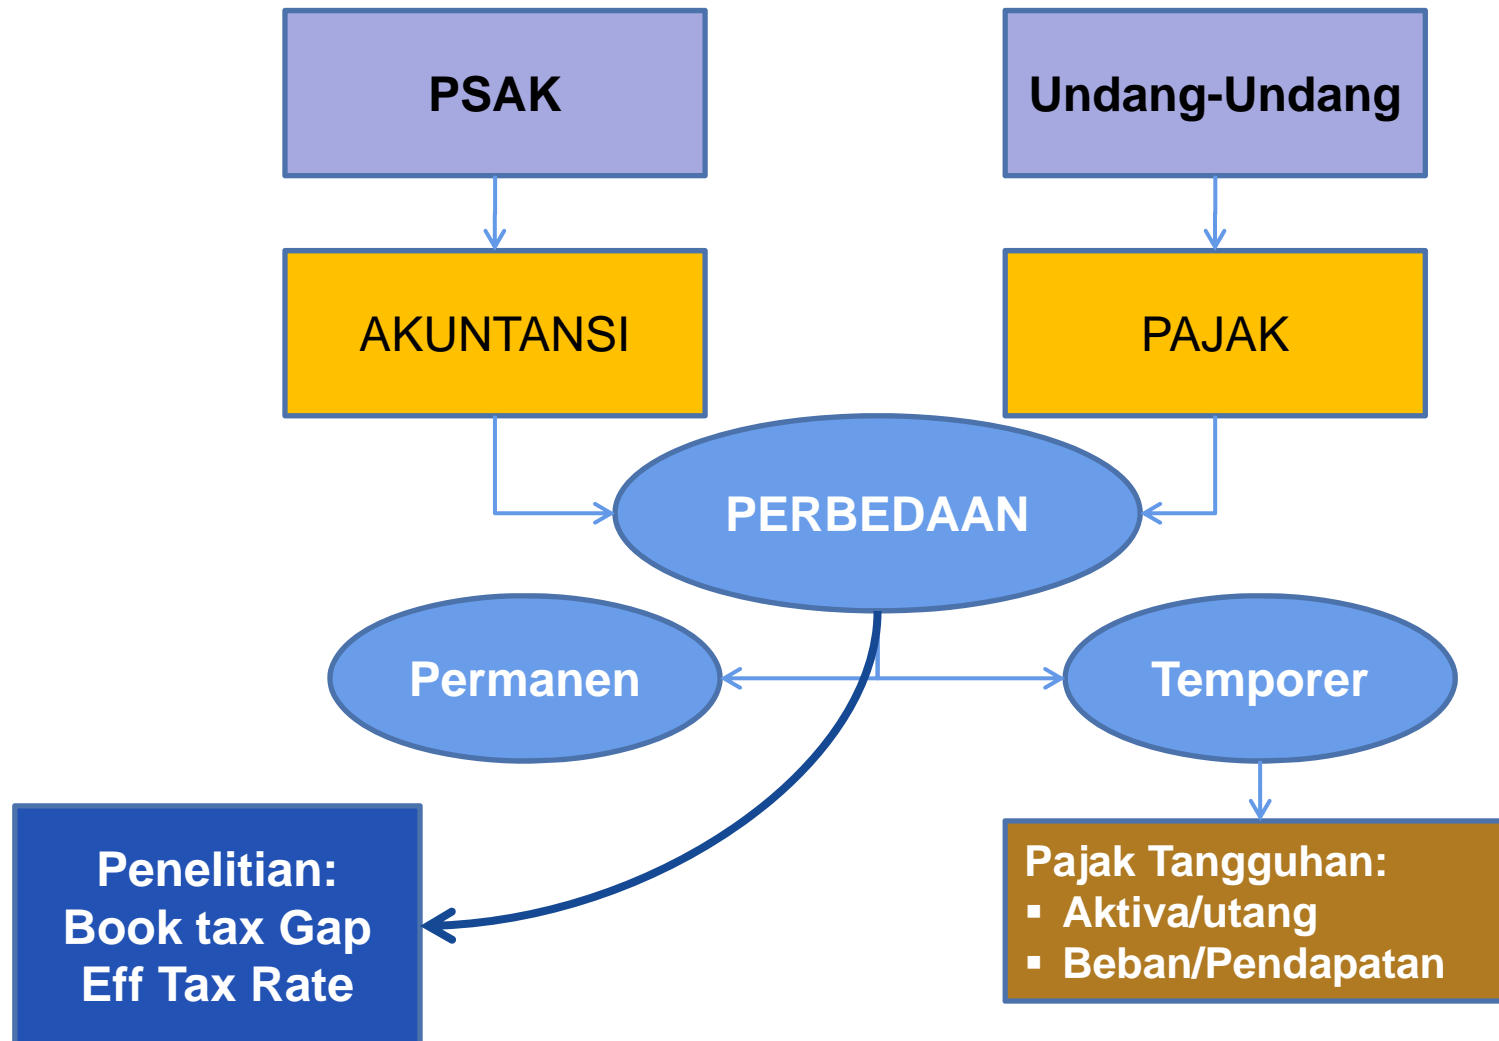 PSAK
Undang-Undang
AKUNTANSI
PAJAK
PERBEDAAN
Permanen
Temporer
Penelitian:
Book tax Gap
Eff Tax Rate
Pajak Tangguhan:
▪ Aktiva/utang
▪ Beban/Pendapatan